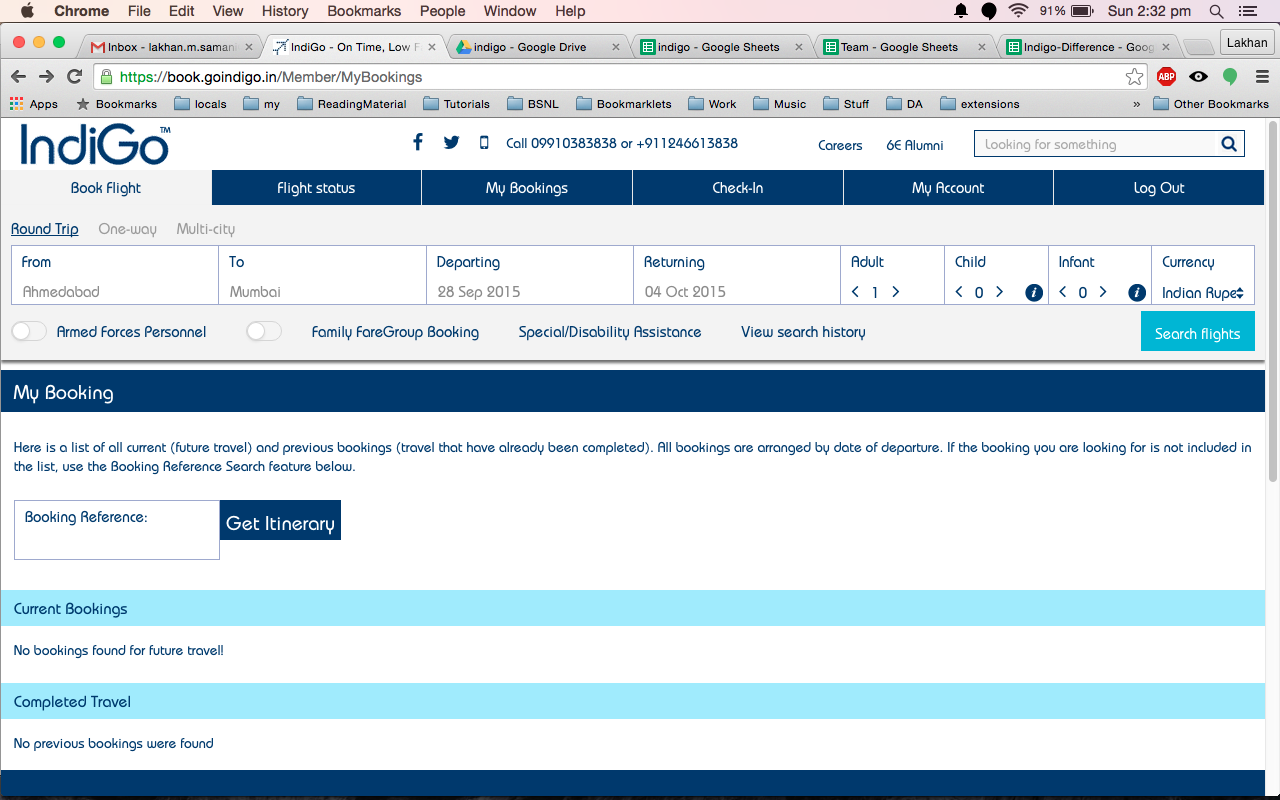 Chrome File Edit View History Bookmarks People Window Help 91% Sun 2:32 pm
Inbox - lakhan.m.saman IndiGo - On Time, Low F indigo - Google Drive indigo - Google Sheets Team - Google Sheets Indigo-Difference - Goog Lakhan
https://book.goindigo.in/Member/MyBookings ABP
Apps Bookmarks locals my ReadingMaterial Tutorials BSNL Bookmarklets Work Music Stuff DA extensions » Other Bookmarks
IndiGo™ Call 09910383838 or +911246613838 Careers 6E Alumni Looking for something
Book Flight Flight status My Bookings Check-In My Account Log Out
Round Trip One-way Multi-city
From To Departing Returning Adult Child Infant Currency
Ahmedabad Mumbai 28 Sep 2015 04 Oct 2015 < 1 > < 0 > i < 0 > i Indian Rupe
Armed Forces Personnel Family FareGroup Booking Special/Disability Assistance View search history Search flights
My Booking
Here is a list of all current (future travel) and previous bookings (travel that have already been completed). All bookings are arranged by date of departure. If the booking you are looking for is not included in
the list, use the Booking Reference Search feature below.
Booking Reference: Get Itinerary
Current Bookings
No bookings found for future travel!
Completed Travel
No previous bookings were found